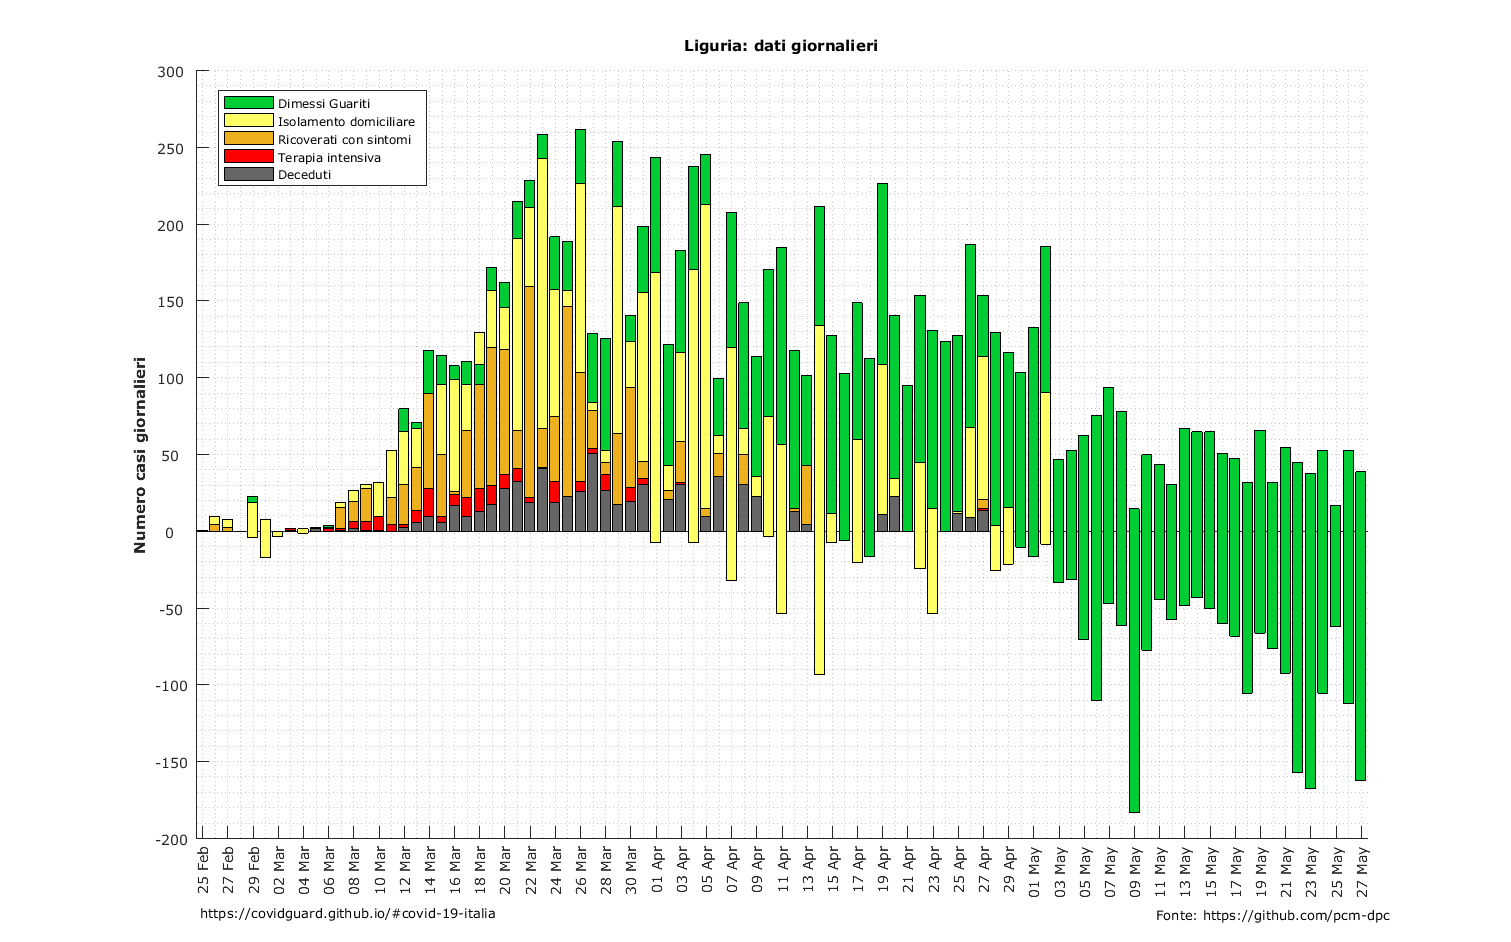 Liguria: dati giornalieri
Numero casi giornalieri
300
250
200
150
100
50
0
-50
-100
-150
-200
Dimessi Guariti
Isolamento domiciliare
Ricoverati con sintomi
Terapia intensiva
Deceduti
25 Feb
27 Feb
29 Feb
02 Mar
04 Mar
06 Mar
08 Mar
10 Mar
12 Mar
14 Mar
16 Mar
18 Mar
20 Mar
22 Mar
24 Mar
26 Mar
28 Mar
30 Mar
01 Apr
03 Apr
05 Apr
07 Apr
09 Apr
11 Apr
13 Apr
15 Apr
17 Apr
19 Apr
21 Apr
23 Apr
25 Apr
27 Apr
29 Apr
01 May
03 May
05 May
07 May
09 May
11 May
13 May
15 May
17 May
19 May
21 May
23 May
25 May
27 May
https://covidguard.github.io/#covid-19-italia
Fonte: https://github.com/pcm-dpc